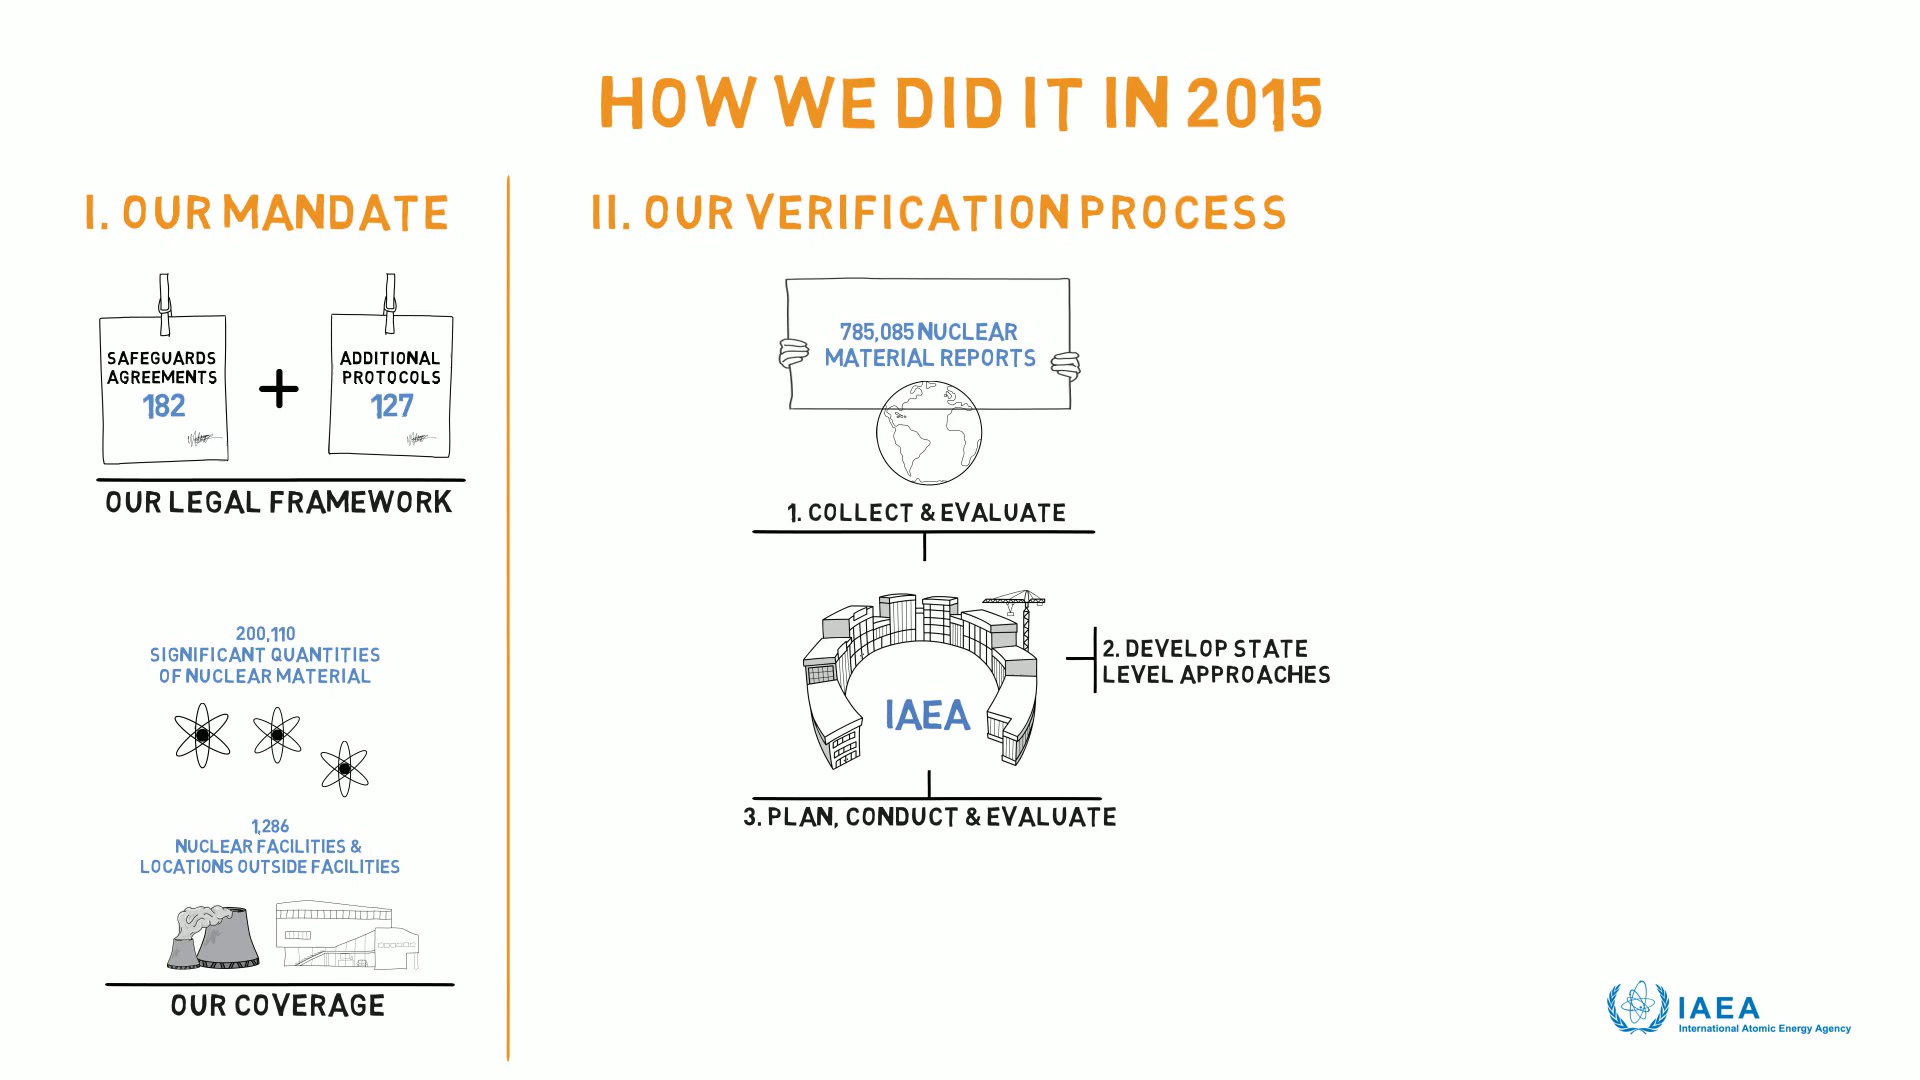 HOW WE DID IT IN 2015
I. OUR MANDATE
SAFEGUARDS
AGREEMENTS
182
+
ADDITIONAL
PROTOCOLS
127
OUR LEGAL FRAMEWORK
200,110
SIGNIFICANT QUANTITIES
OF NUCLEAR MATERIAL
1,286
NUCLEAR FACILITIES &
LOCATIONS OUTSIDE FACILITIES
OUR COVERAGE
II. OUR VERIFICATION PROCESS
785,085 NUCLEAR
MATERIAL REPORTS
1. COLLECT & EVALUATE
IAEA
2. DEVELOP STATE
LEVEL APPROACHES
3. PLAN, CONDUCT & EVALUATE
IAEA
International Atomic Energy Agency